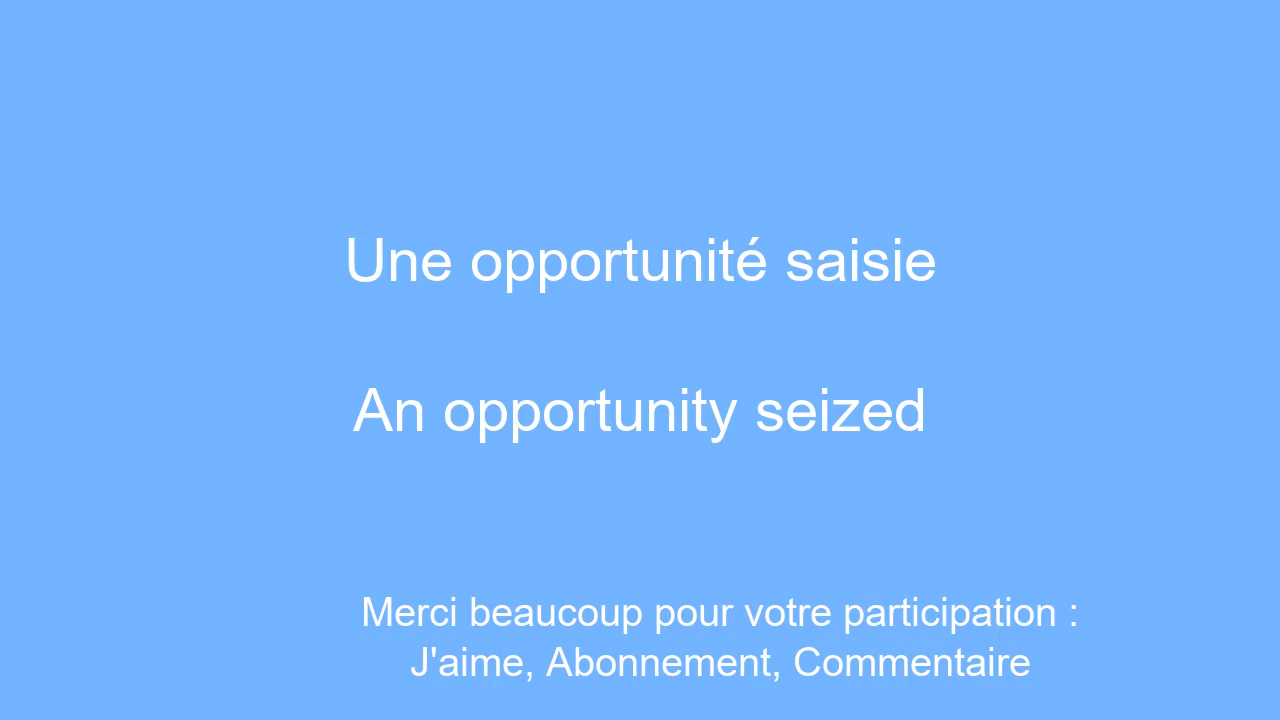 Une opportunité saisie
An opportunity seized
Merci beaucoup pour votre participation :
J'aime, Abonnement, Commentaire